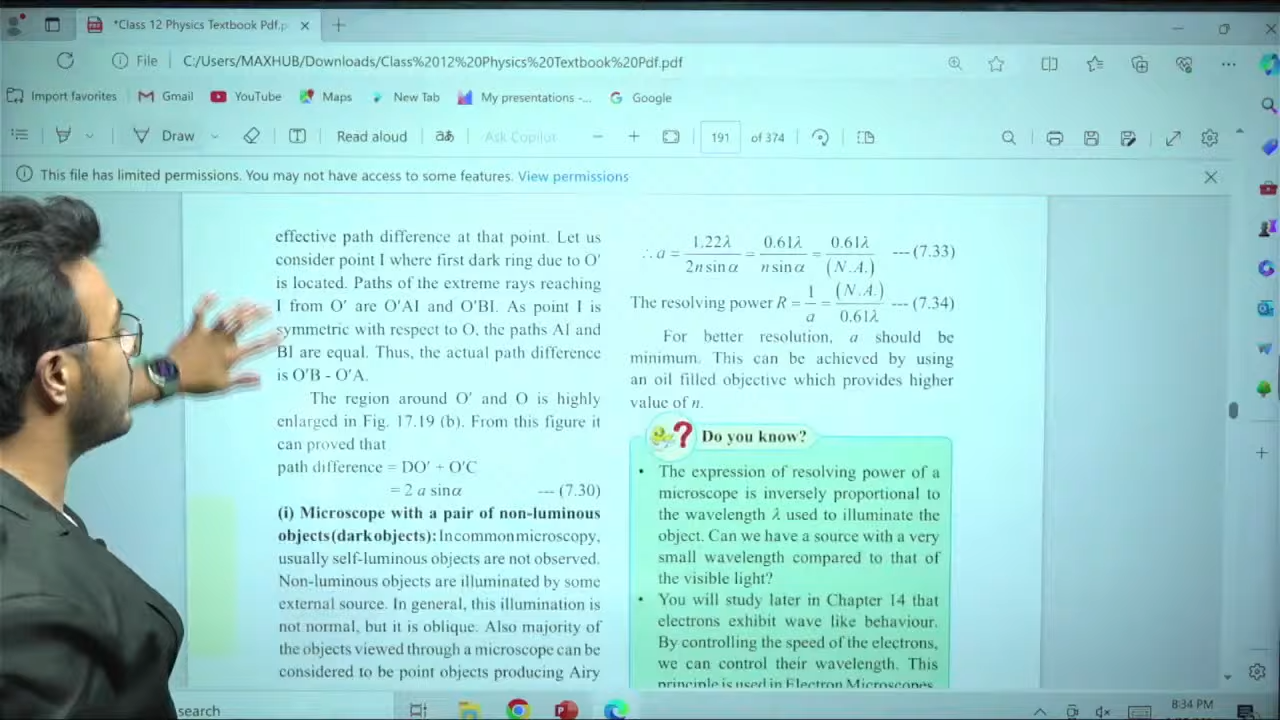 *Class 12 Physics Textbook Pdf.p
File
C:/Users/MAXHUB/Downloads/Class%2012%20Physics%20Textbook%20Pdf.pdf
Import favorites
Gmail
YouTube
Maps
New Tab
My presentations -...
Google
Draw
Read aloud
aあ
Ask Copilot
191
of 374
This file has limited permissions. You may not have access to some features. View permissions
effective path difference at that point. Let us
consider point I where first dark ring due to O′
is located. Paths of the extreme rays reaching
I from O′ are O′AI and O′BI. As point I is
symmetric with respect to O, the paths AI and
BI are equal. Thus, the actual path difference
is O′B - O′A.
The region around O′ and O is highly
enlarged in Fig. 17.19 (b). From this figure it
can proved that
path difference = DO′ + O′C
= 2 a sinα --- (7.30)
(i) Microscope with a pair of non-luminous
objects (dark objects): In common microscopy,
usually self-luminous objects are not observed.
Non-luminous objects are illuminated by some
external source. In general, this illumination is
not normal, but it is oblique. Also majority of
the objects viewed through a microscope can be
considered to be point objects producing Airy
∴ a = 1.22λ / 2n sinα = 0.61λ / n sinα = 0.61λ / (N.A.) --- (7.33)
The resolving power R = 1 / a = (N.A.) / 0.61λ --- (7.34)
For better resolution, a should be
minimum. This can be achieved by using
an oil filled objective which provides higher
value of n.
Do you know?
• The expression of resolving power of a
microscope is inversely proportional to
the wavelength λ used to illuminate the
object. Can we have a source with a very
small wavelength compared to that of
the visible light?
• You will study later in Chapter 14 that
electrons exhibit wave like behaviour.
By controlling the speed of the electrons,
we can control their wavelength. This
principle is used in Electron Microscopes
search
8:34 PM